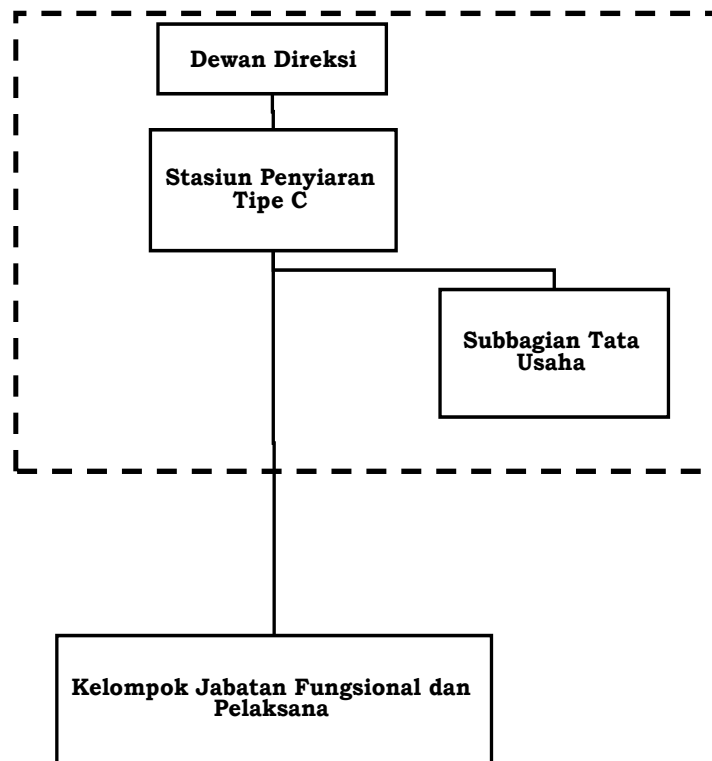 Dewan Direksi
Stasiun Penyiaran
Tipe C
Subbagian Tata
Usaha
Kelompok Jabatan Fungsional dan
Pelaksana